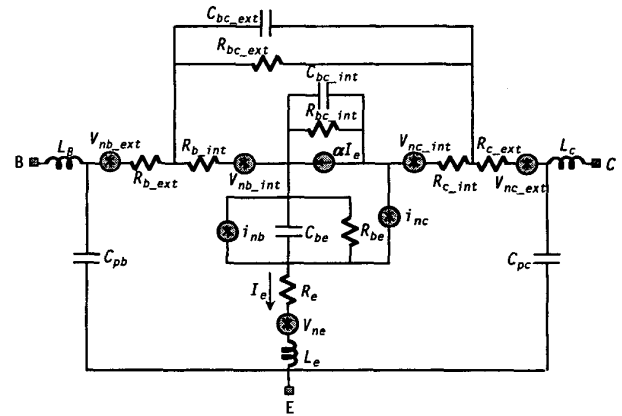 C_bc_ext
R_bc_ext
C_bc_int
R_bc_int
L_B V_nb_ext R_b_int αI_e V_nc_int R_c_ext L_c
B C
R_b_ext V_nb_int R_c_int V_nc_ext
i_nb C_be R_be i_nc
C_pb C_pc
I_e R_e
V_ne
L_e
E